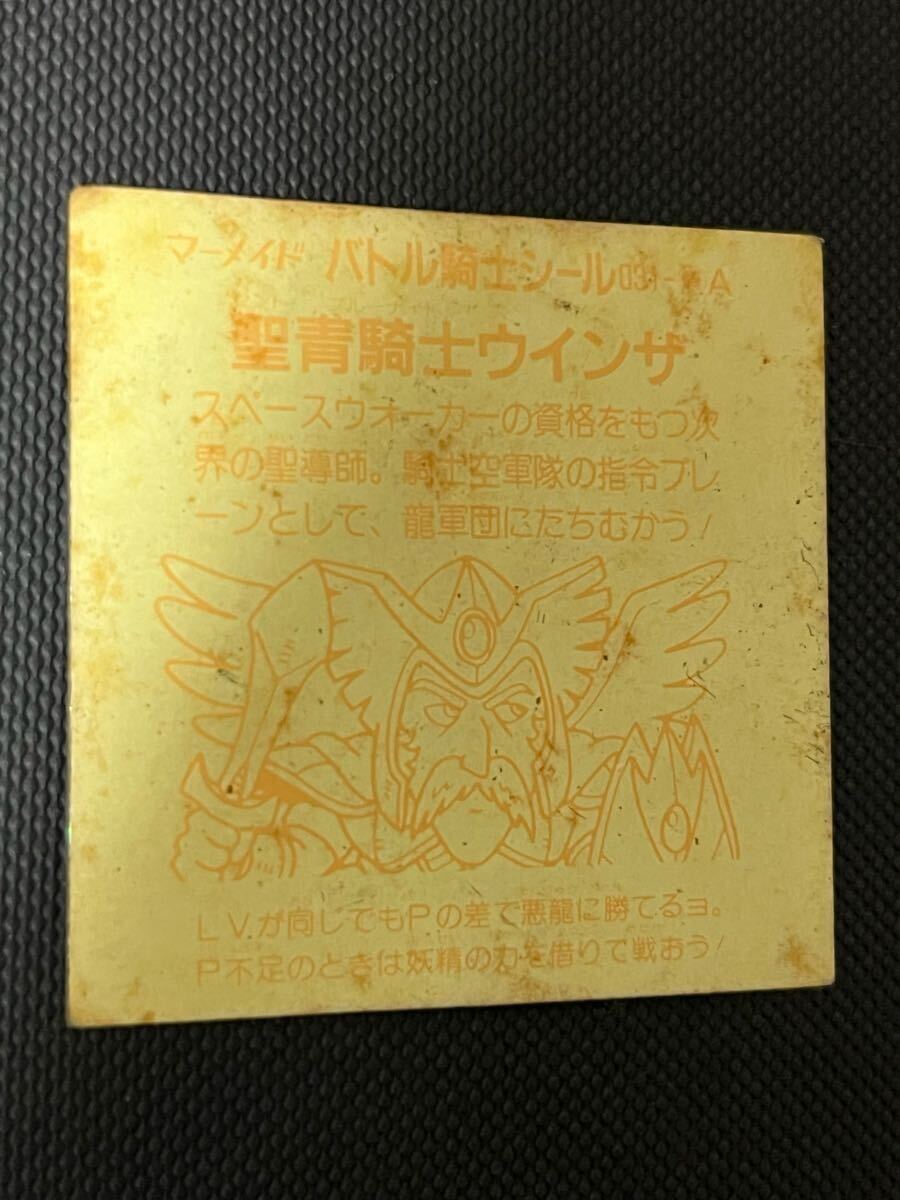 マーメイド バトル騎士シール 031- A
聖青騎士ウインザ
スペースウオーカーの資格をもつ次
界の聖導師。騎士空軍隊の指令ブレ
ーンとして、龍軍団にたちむかう!
LV.が同じでもPの差で悪龍に勝てるヨ。
P不足のときは妖精の力を借りて戦おう!